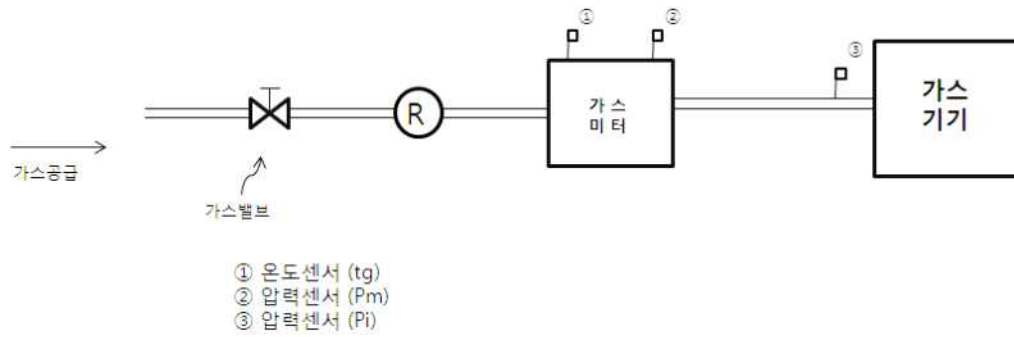 ① ②
③
가스
기기
가 스
미 터
R
가스공급
가스밸브
① 온도센서 (tg)
② 압력센서 (Pm)
③ 압력센서 (Pi)